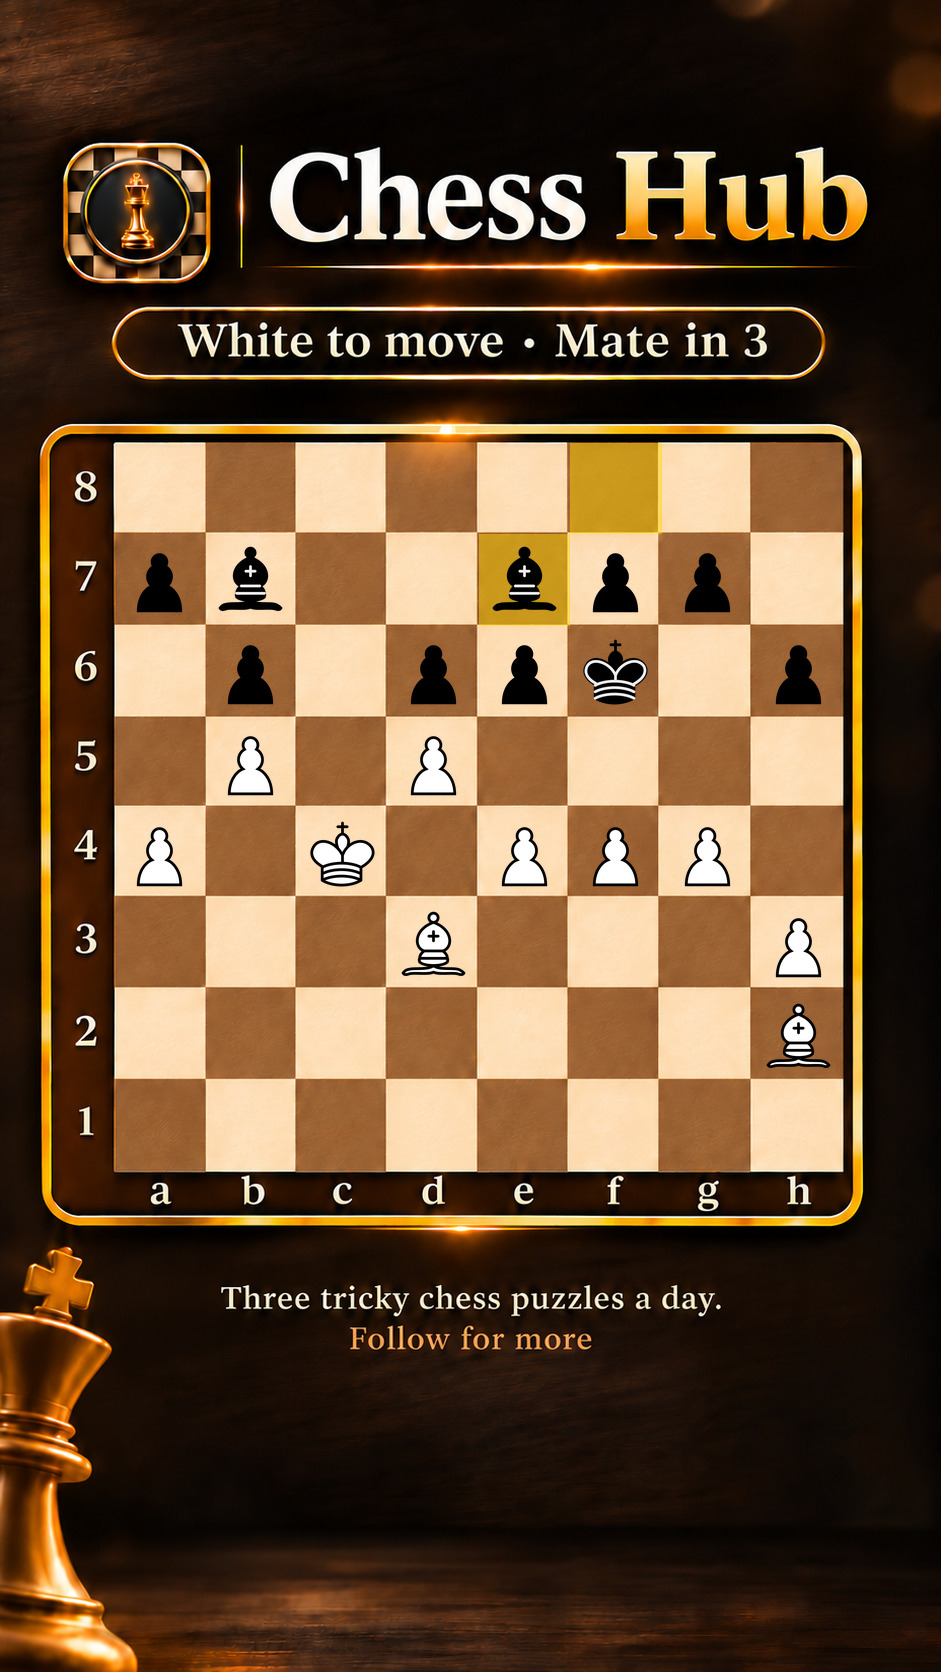 Chess Hub
White to move • Mate in 3
8
7
6
5
4
3
2
1
a b c d e f g h
Three tricky chess puzzles a day.
Follow for more